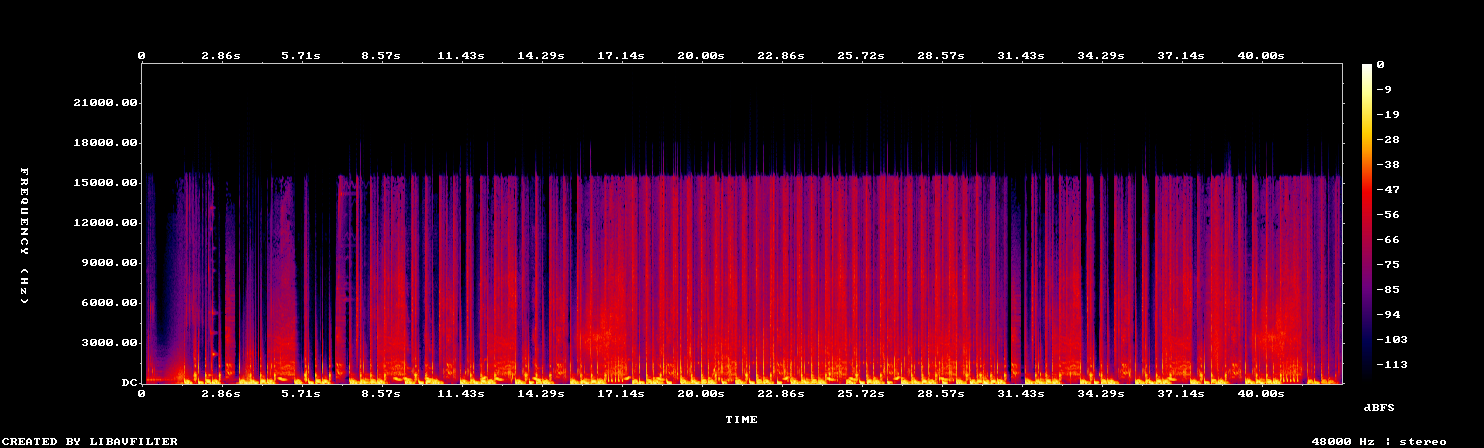 0 2.86s 5.71s 8.57s 11.43s 14.29s 17.14s 20.00s 22.86s 25.72s 28.57s 31.43s 34.29s 37.14s 40.00s
21000.00
18000.00
15000.00
12000.00
9000.00
6000.00
3000.00
DC
FREQUENCY (Hz)
0
-9
-19
-28
-38
-47
-56
-66
-75
-85
-94
-103
-113
dBFS
0 2.86s 5.71s 8.57s 11.43s 14.29s 17.14s 20.00s 22.86s 25.72s 28.57s 31.43s 34.29s 37.14s 40.00s
TIME
CREATED BY LIBAVFILTER
48000 Hz | stereo